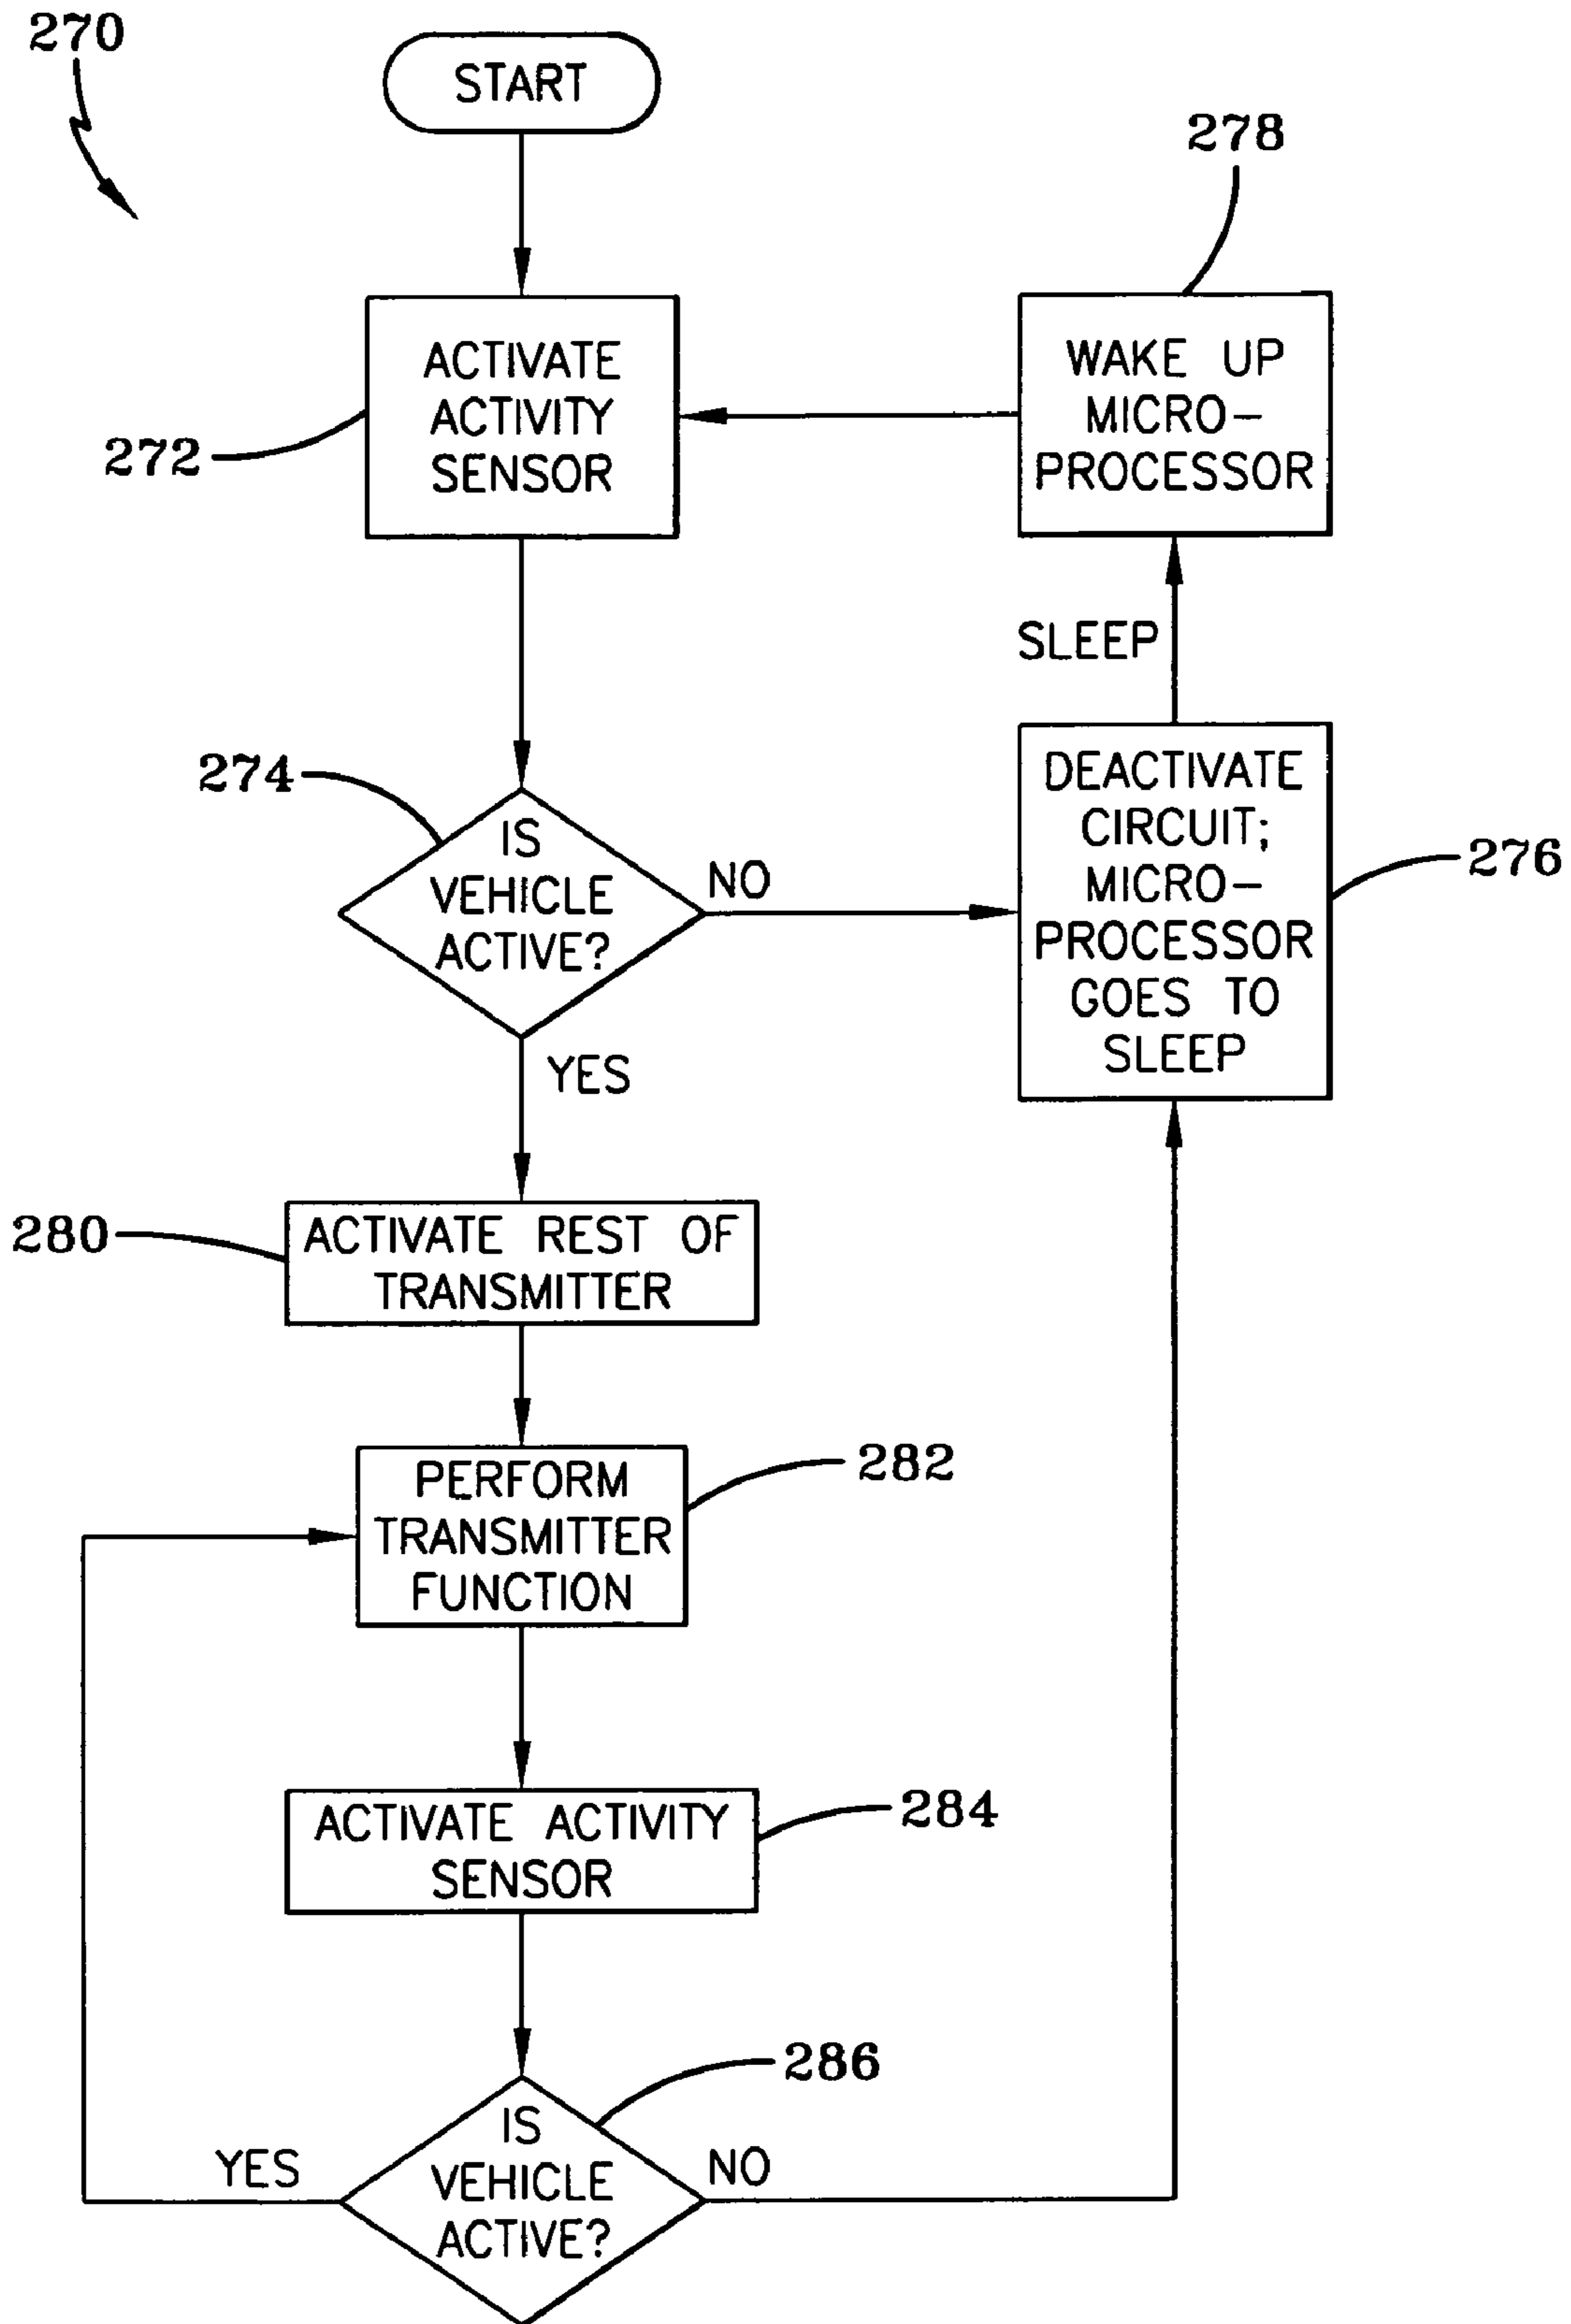 270
START
278
ACTIVATE
ACTIVITY
SENSOR
272
WAKE UP
MICRO-
PROCESSOR
SLEEP
274
IS
VEHICLE
ACTIVE?
NO
YES
DEACTIVATE
CIRCUIT;
MICRO-
PROCESSOR
GOES TO
SLEEP
276
280
ACTIVATE REST OF
TRANSMITTER
PERFORM
TRANSMITTER
FUNCTION
282
ACTIVATE ACTIVITY
SENSOR
284
286
IS
VEHICLE
ACTIVE?
YES
NO